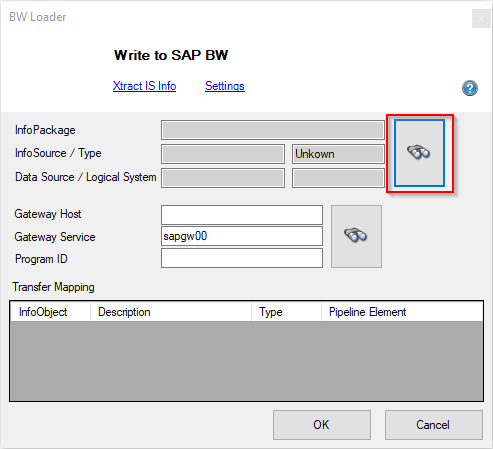 BW Loader
Write to SAP BW
Xtract IS Info Settings
InfoPackage
InfoSource / Type Unkown
Data Source / Logical System
Gateway Host
Gateway Service sapgw00
Program ID
Transfer Mapping
InfoObject Description Type Pipeline Element
OK Cancel